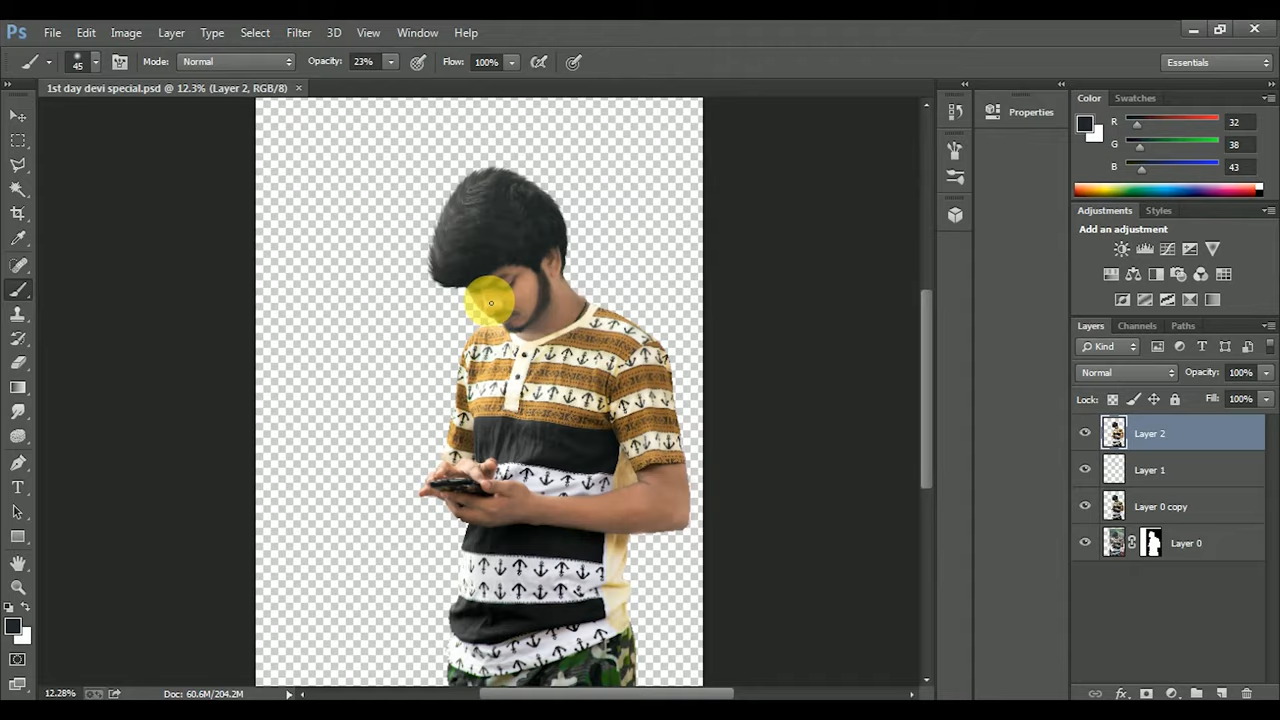 Ps File Edit Image Layer Type Select Filter 3D View Window Help
45 Mode: Normal Opacity: 23% Flow: 100% Essentials
1st day devi special.psd @ 12.3% (Layer 2, RGB/8) ×
Color Swatches
Properties
R 32
G 38
B 43
Adjustments Styles
Add an adjustment
Layers Channels Paths
Kind
Normal Opacity: 100%
Lock: Fill: 100%
Layer 2
Layer 1
Layer 0 copy
Layer 0
12.28% Doc: 60.6M/204.2M
fx